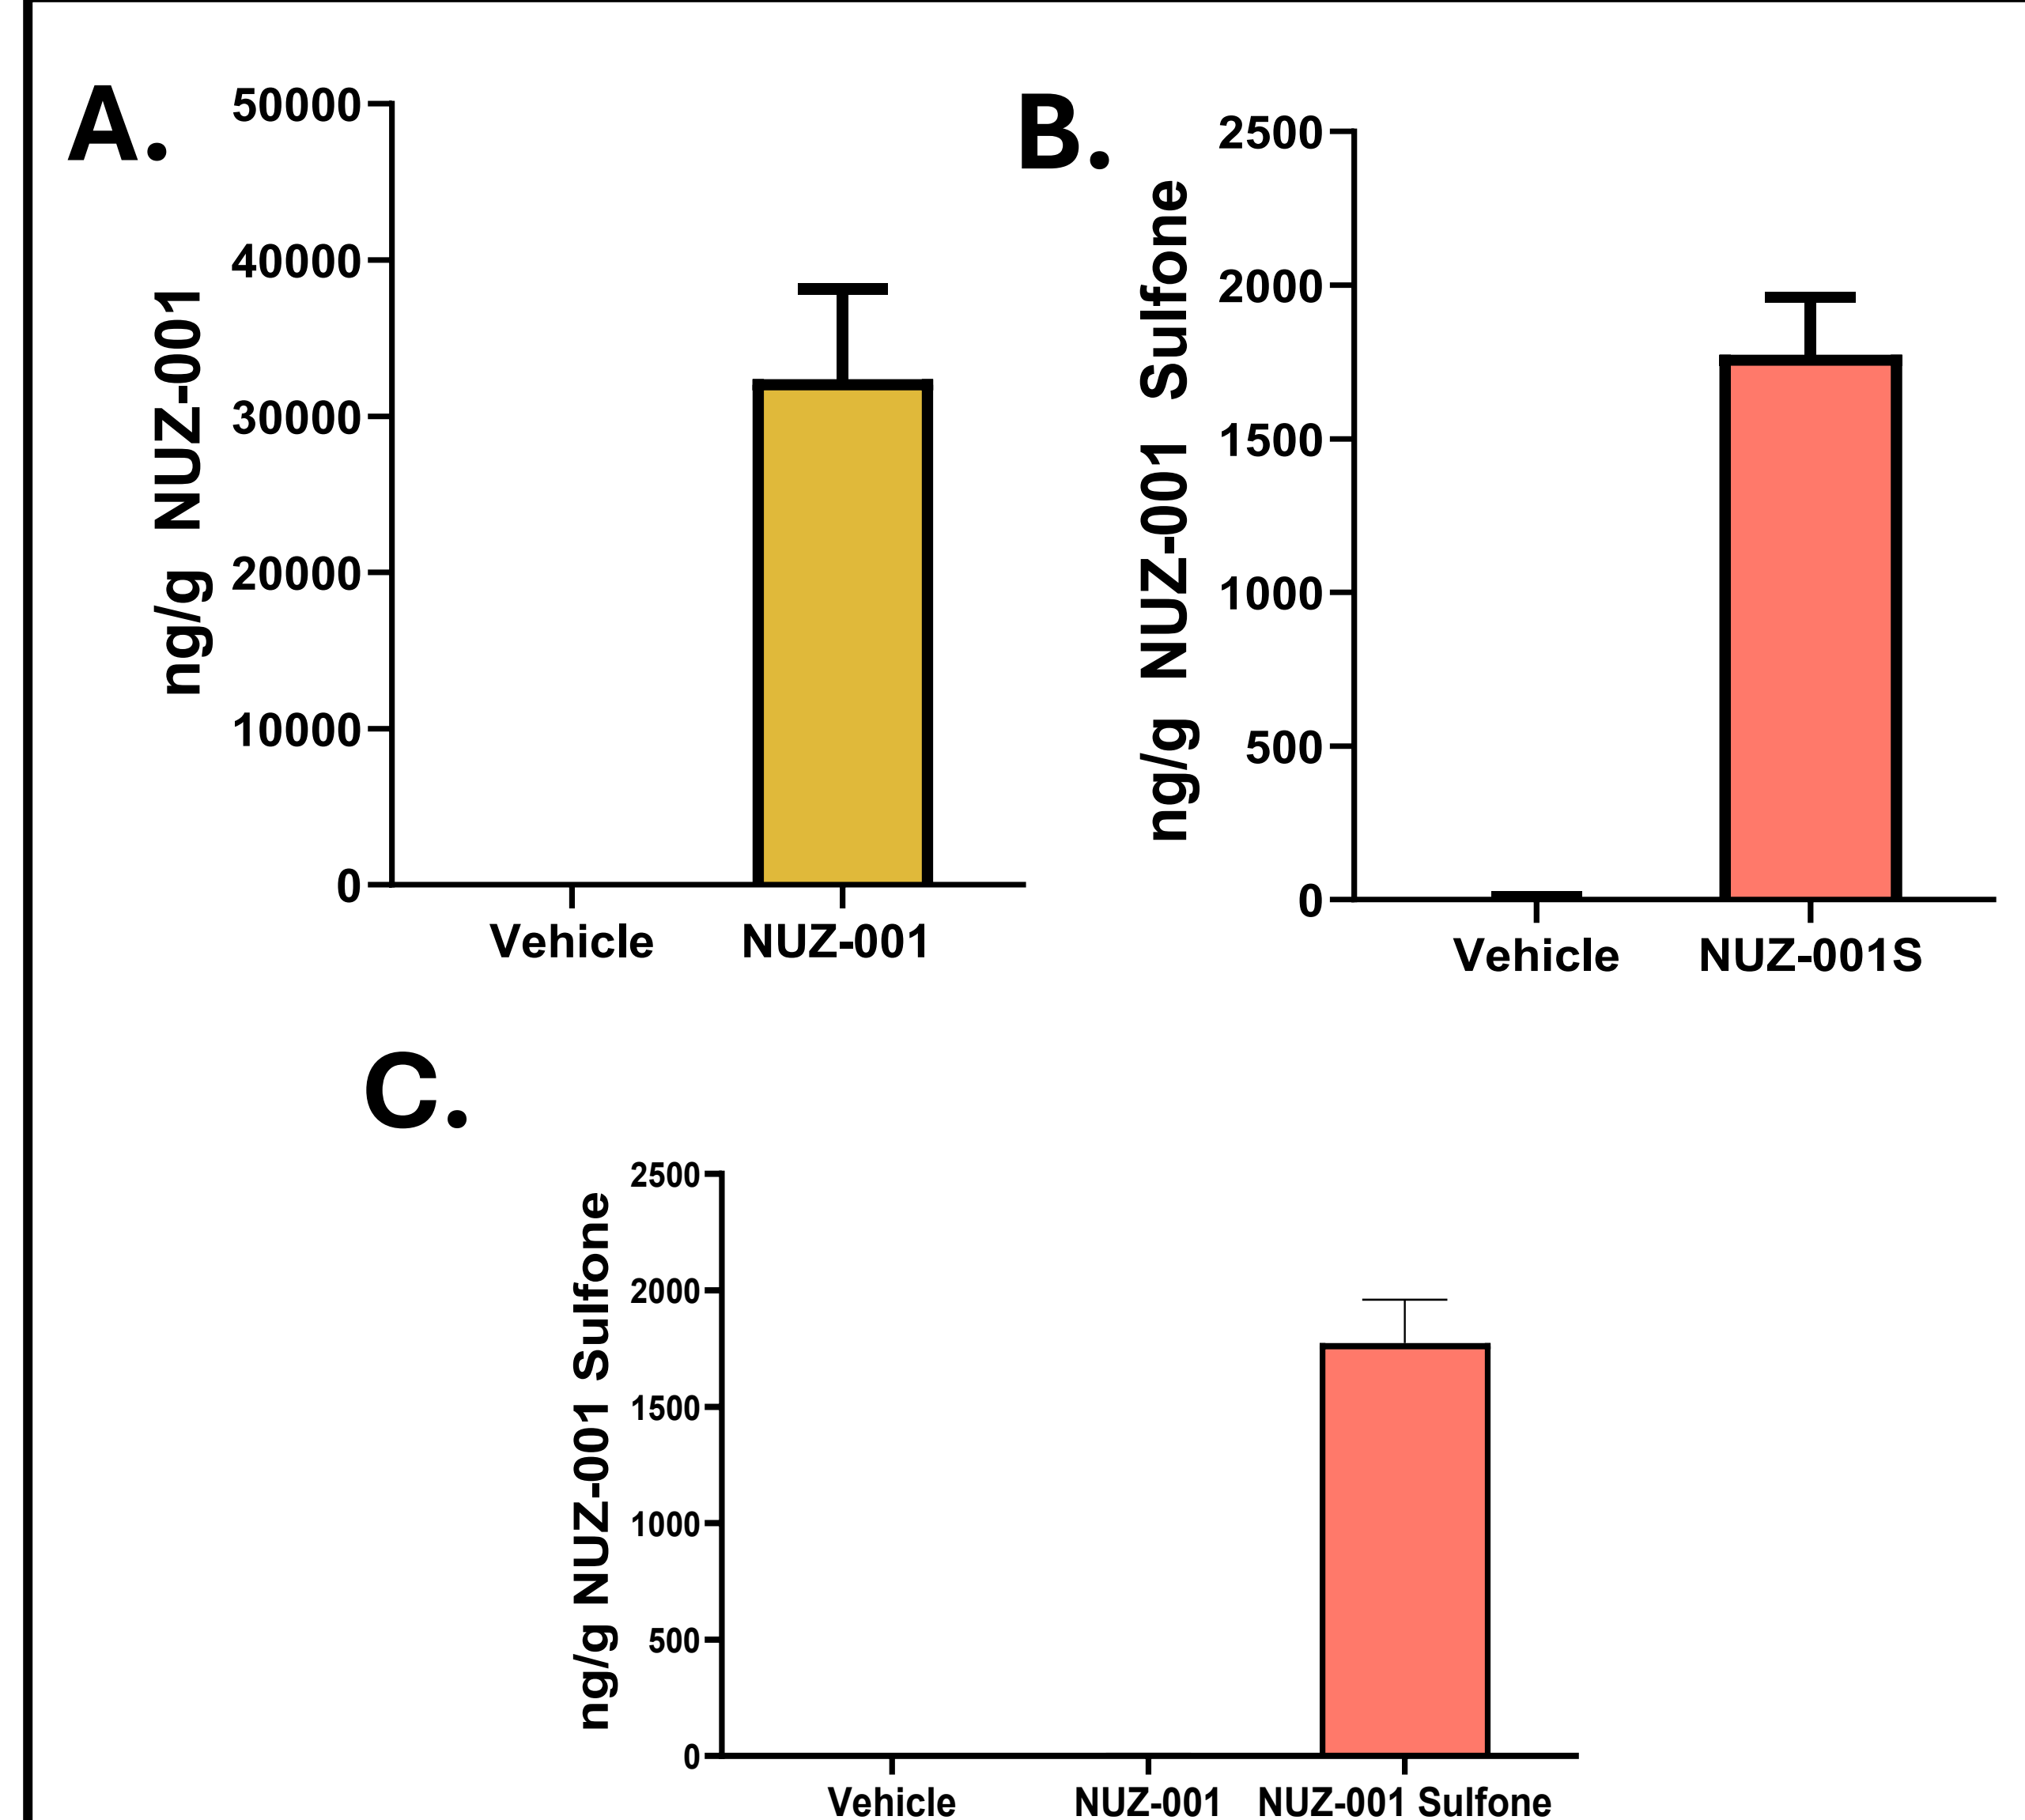 A.
50000
40000
30000
20000
10000
0
ng/g NUZ-001
Vehicle NUZ-001
B.
2500
2000
1500
1000
500
0
ng/g NUZ-001 Sulfone
Vehicle NUZ-001S
C.
2500
2000
1500
1000
500
0
ng/g NUZ-001 Sulfone
Vehicle NUZ-001 NUZ-001 Sulfone